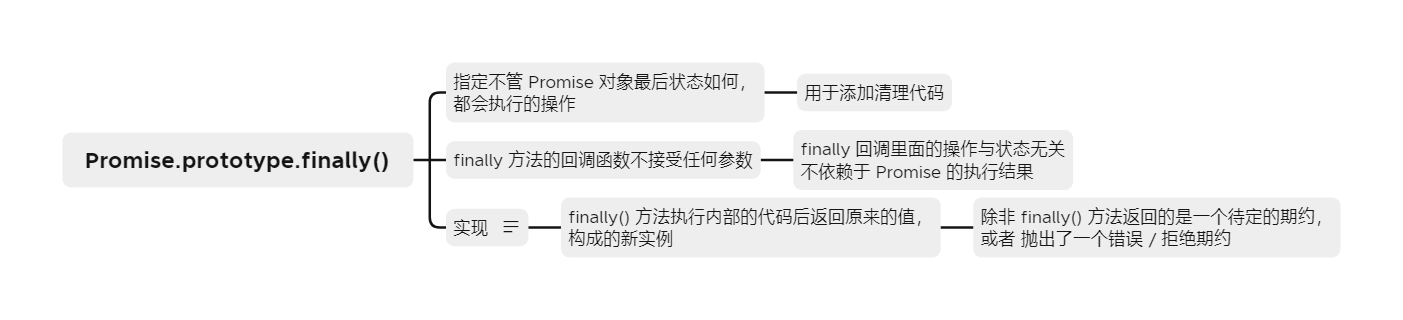 Promise.prototype.finally()
指定不管 Promise 对象最后状态如何，
都会执行的操作
用于添加清理代码
finally 方法的回调函数不接受任何参数
finally 回调里面的操作与状态无关
不依赖于 Promise 的执行结果
实现
finally() 方法执行内部的代码后返回原来的值，
构成的新实例
除非 finally() 方法返回的是一个待定的期约，
或者 抛出了一个错误 / 拒绝期约